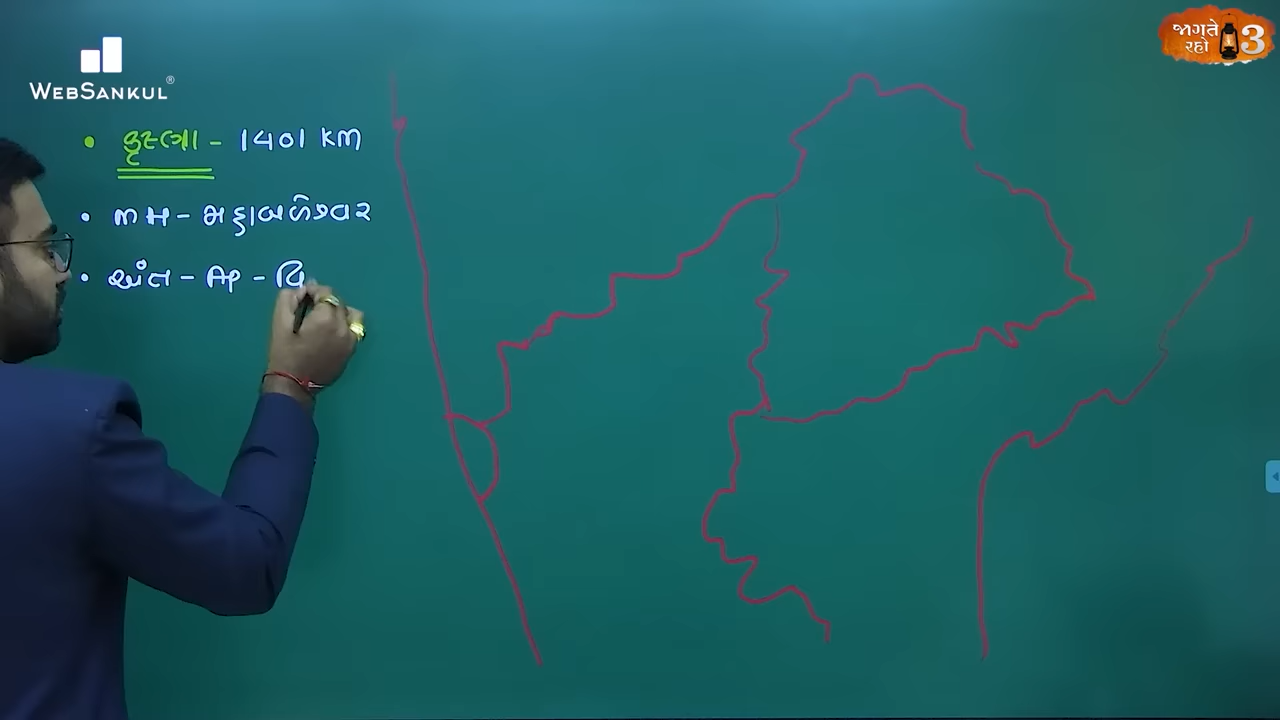 WEBSANKUL®
જાગતે
રહો 3
• કૃષ્ણા - 1401 KM
• MH - મહાબળેશ્વર
• અંત - AP - વિ